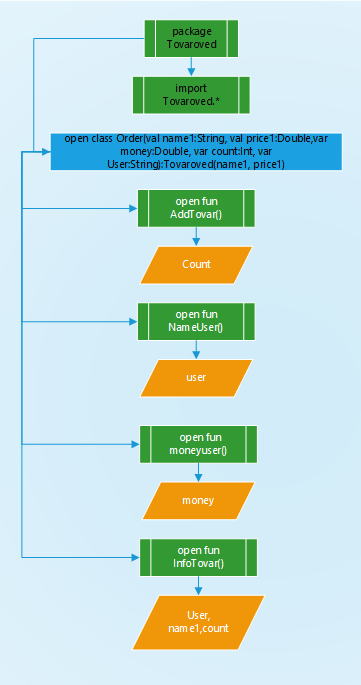 package
Tovaroved
import
Tovaroved.*
open class Order(val name1:String, val price1:Double,var
money:Double, var count:Int, var
User:String):Tovaroved(name1, price1)
open fun
AddTovar()
Count
open fun
NameUser()
user
open fun
moneyuser()
money
open fun
InfoTovar()
User,
name1,count